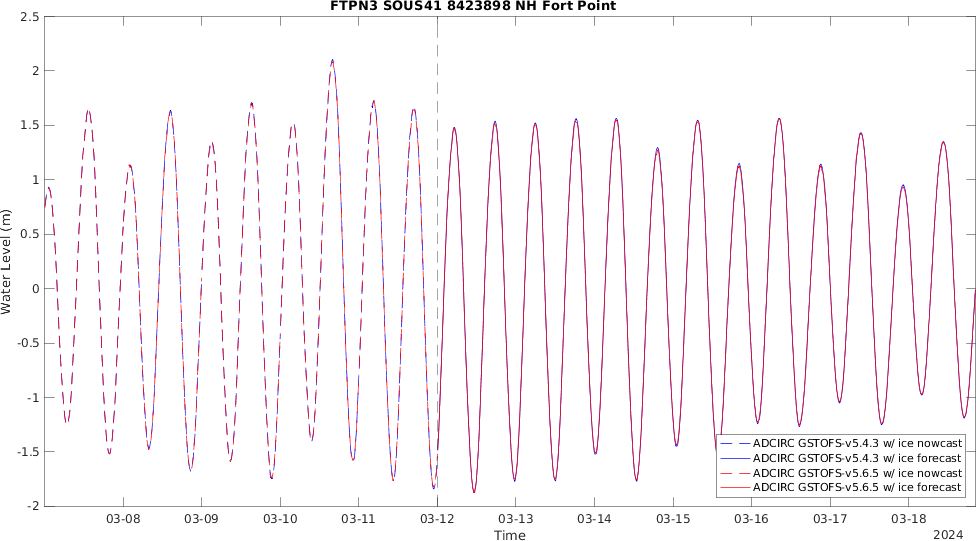 FTPN3 SOUS41 8423898 NH Fort Point
2.5
2
1.5
1
0.5
0
-0.5
-1
-1.5
-2
Water Level (m)
03-08 03-09 03-10 03-11 03-12 03-13 03-14 03-15 03-16 03-17 03-18
Time
2024
ADCIRC GSTOFS-v5.4.3 w/ ice nowcast
ADCIRC GSTOFS-v5.4.3 w/ ice forecast
ADCIRC GSTOFS-v5.6.5 w/ ice nowcast
ADCIRC GSTOFS-v5.6.5 w/ ice forecast